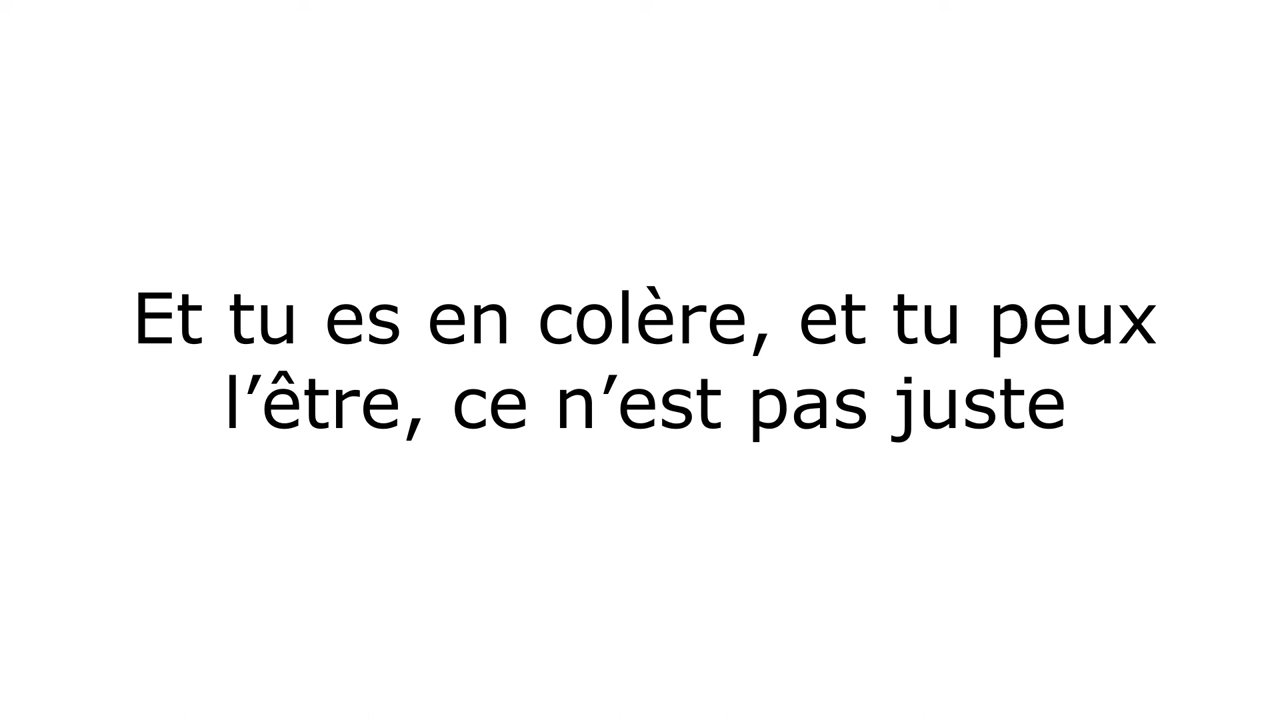 Et tu es en colère, et tu peux
l’être, ce n’est pas juste